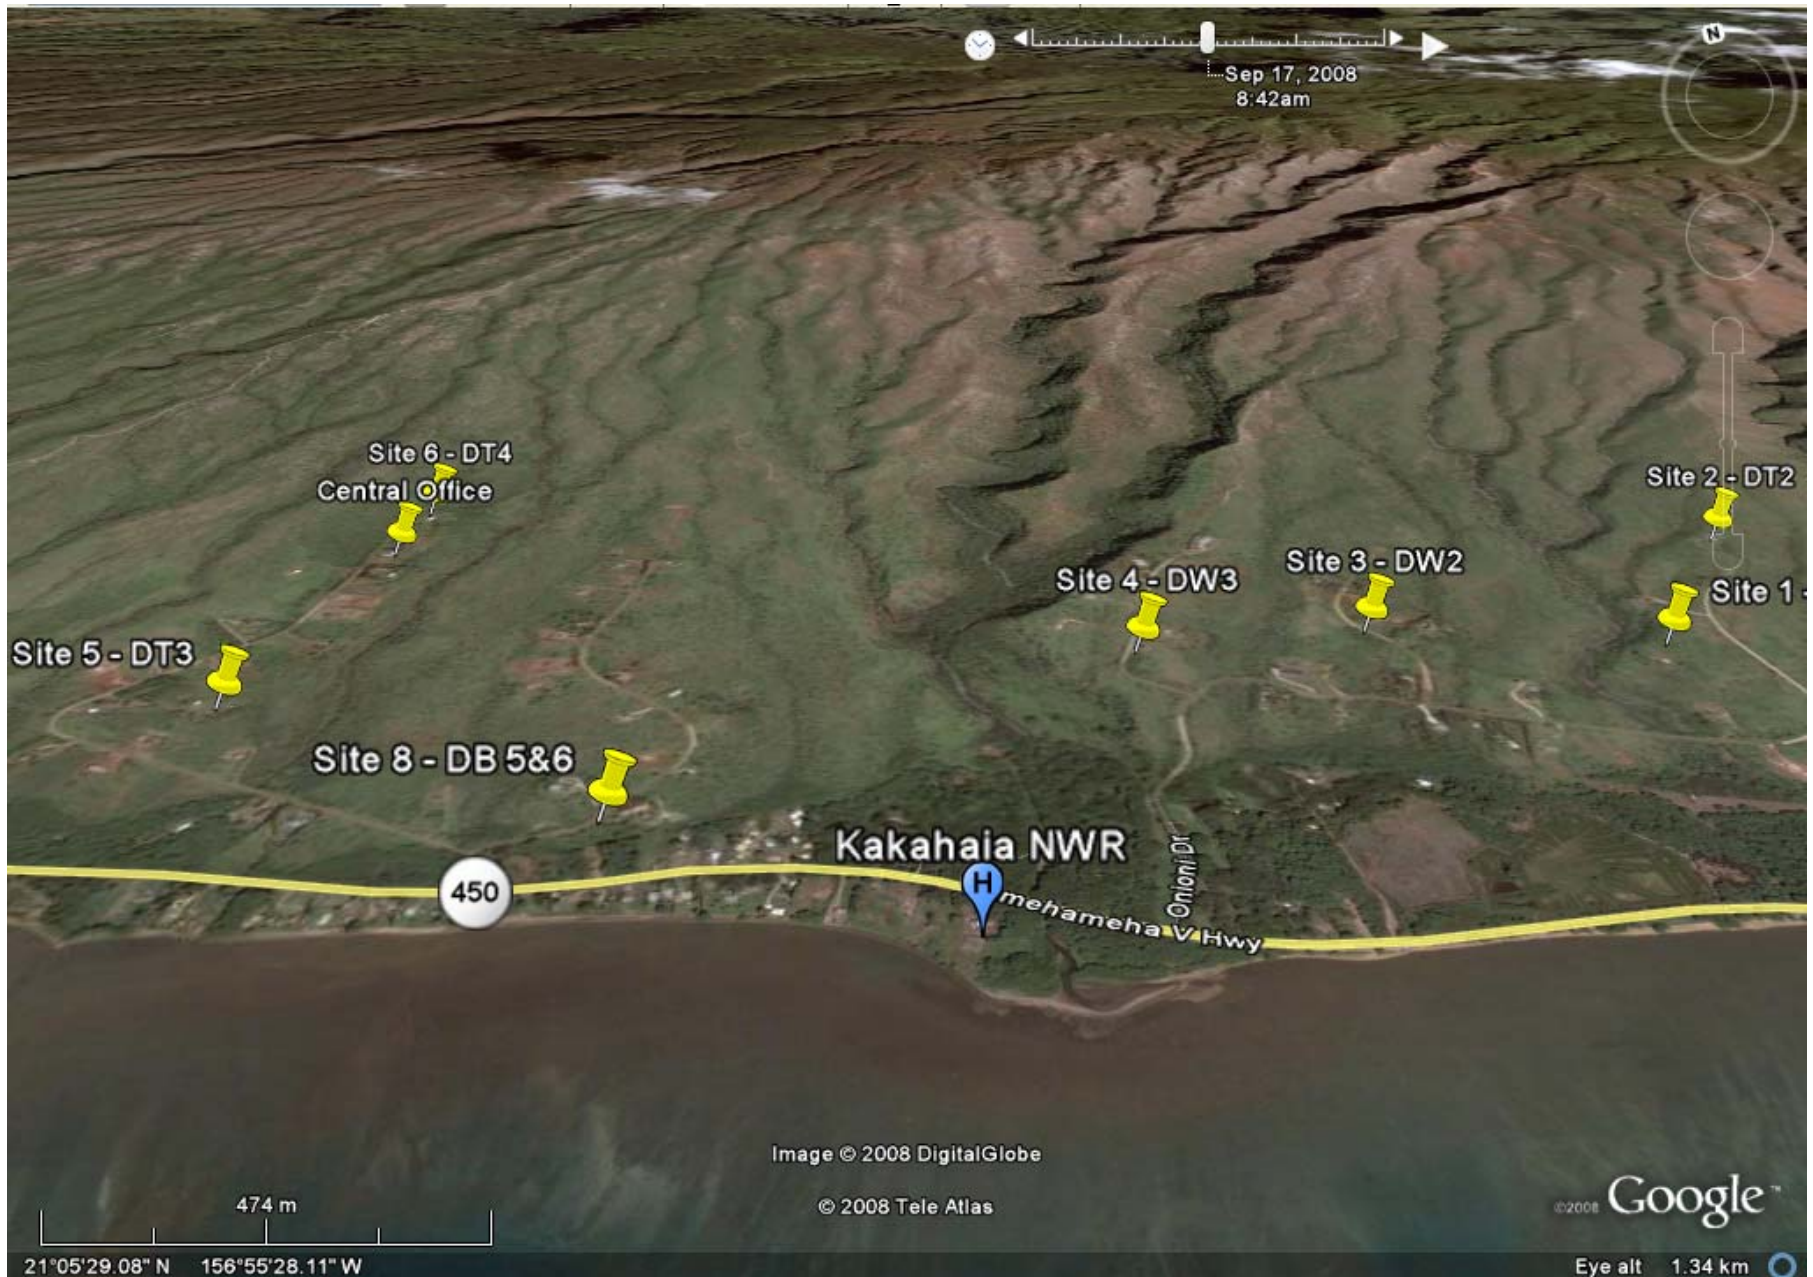 N
Sep 17, 2008
8:42am
Site 6 - DT4
Central Office
Site 2 - DT2
Site 3 - DW2
Site 4 - DW3
Site 1 -
Site 5 - DT3
Site 8 - DB 5&6
Kakahaia NWR
H
450
Onioni Dr
mehameha V Hwy
Image © 2008 DigitalGlobe
© 2008 Tele Atlas
474 m
©2008 Google™
21°05'29.08" N 156°55'28.11" W
Eye alt 1.34 km